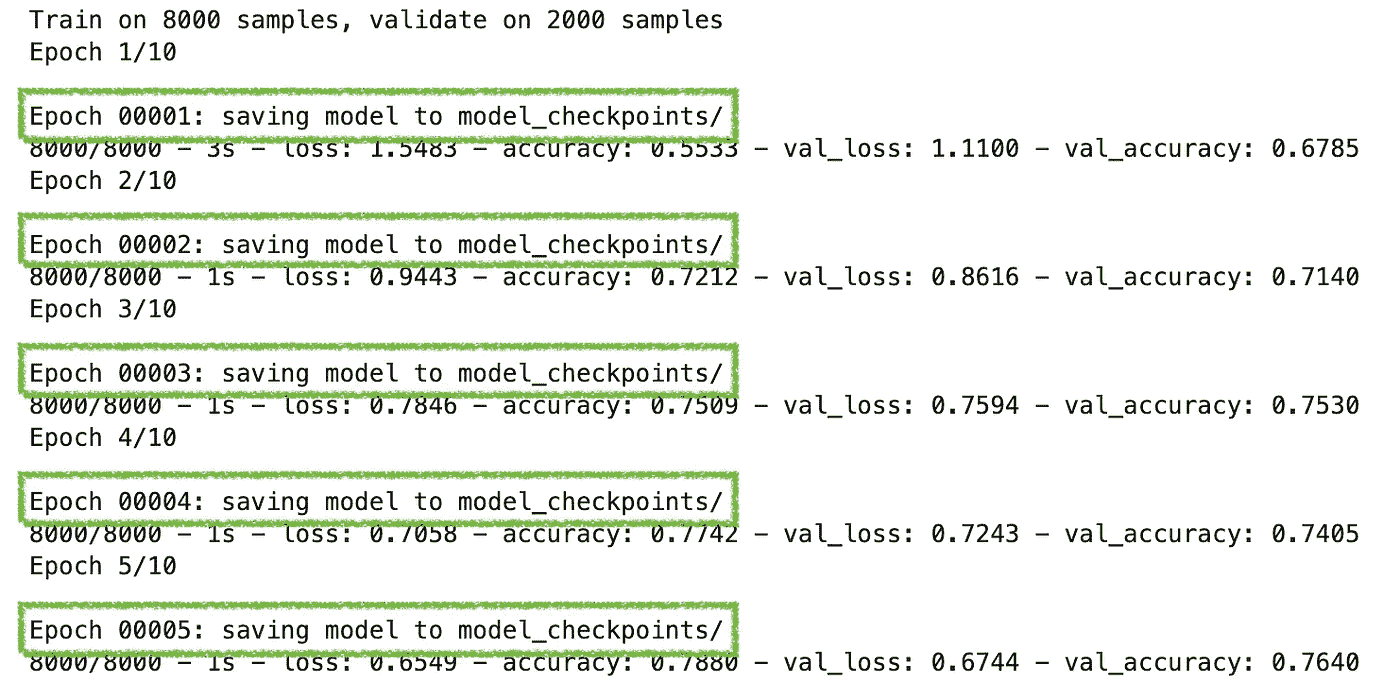 Train on 8000 samples, validate on 2000 samples
Epoch 1/10
Epoch 00001: saving model to model_checkpoints/
8000/8000 – 3s – loss: 1.5483 – accuracy: 0.5533 – val_loss: 1.1100 – val_accuracy: 0.6785
Epoch 2/10
Epoch 00002: saving model to model_checkpoints/
8000/8000 – 1s – loss: 0.9443 – accuracy: 0.7212 – val_loss: 0.8616 – val_accuracy: 0.7140
Epoch 3/10
Epoch 00003: saving model to model_checkpoints/
8000/8000 – 1s – loss: 0.7846 – accuracy: 0.7509 – val_loss: 0.7594 – val_accuracy: 0.7530
Epoch 4/10
Epoch 00004: saving model to model_checkpoints/
8000/8000 – 1s – loss: 0.7058 – accuracy: 0.7742 – val_loss: 0.7243 – val_accuracy: 0.7405
Epoch 5/10
Epoch 00005: saving model to model_checkpoints/
8000/8000 – 1s – loss: 0.6549 – accuracy: 0.7880 – val_loss: 0.6744 – val_accuracy: 0.7640